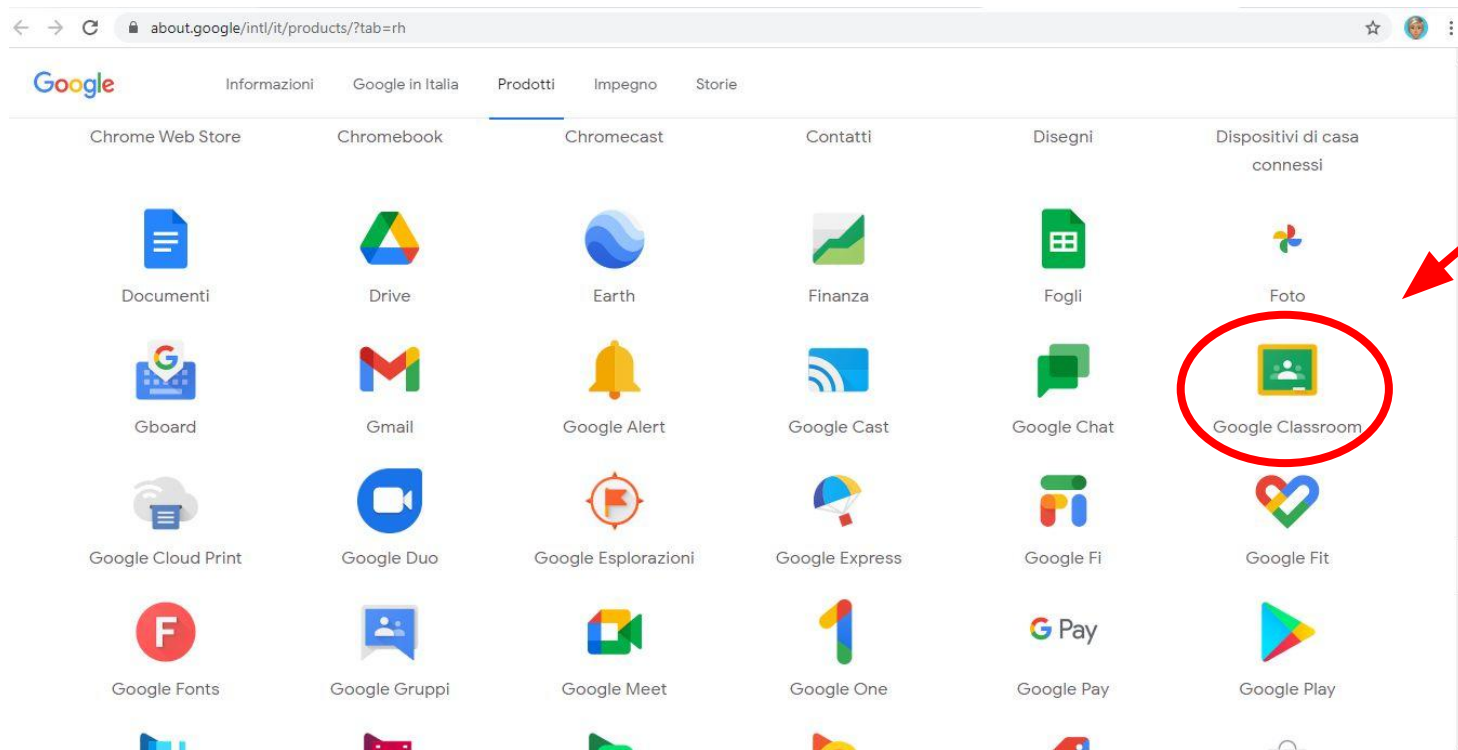 about.google/intl/it/products/?tab=rh
Google Informazioni Google in Italia Prodotti Impegno Storie
Chrome Web Store Chromebook Chromecast Contatti Disegni Dispositivi di casa
connessi
Documenti Drive Earth Finanza Fogli Foto
G
Gboard Gmail Google Alert Google Cast Google Chat Google Classroom
Google Cloud Print Google Duo Google Esplorazioni Google Express Google Fi Google Fit
F G Pay
Google Fonts Google Gruppi Google Meet Google One Google Pay Google Play